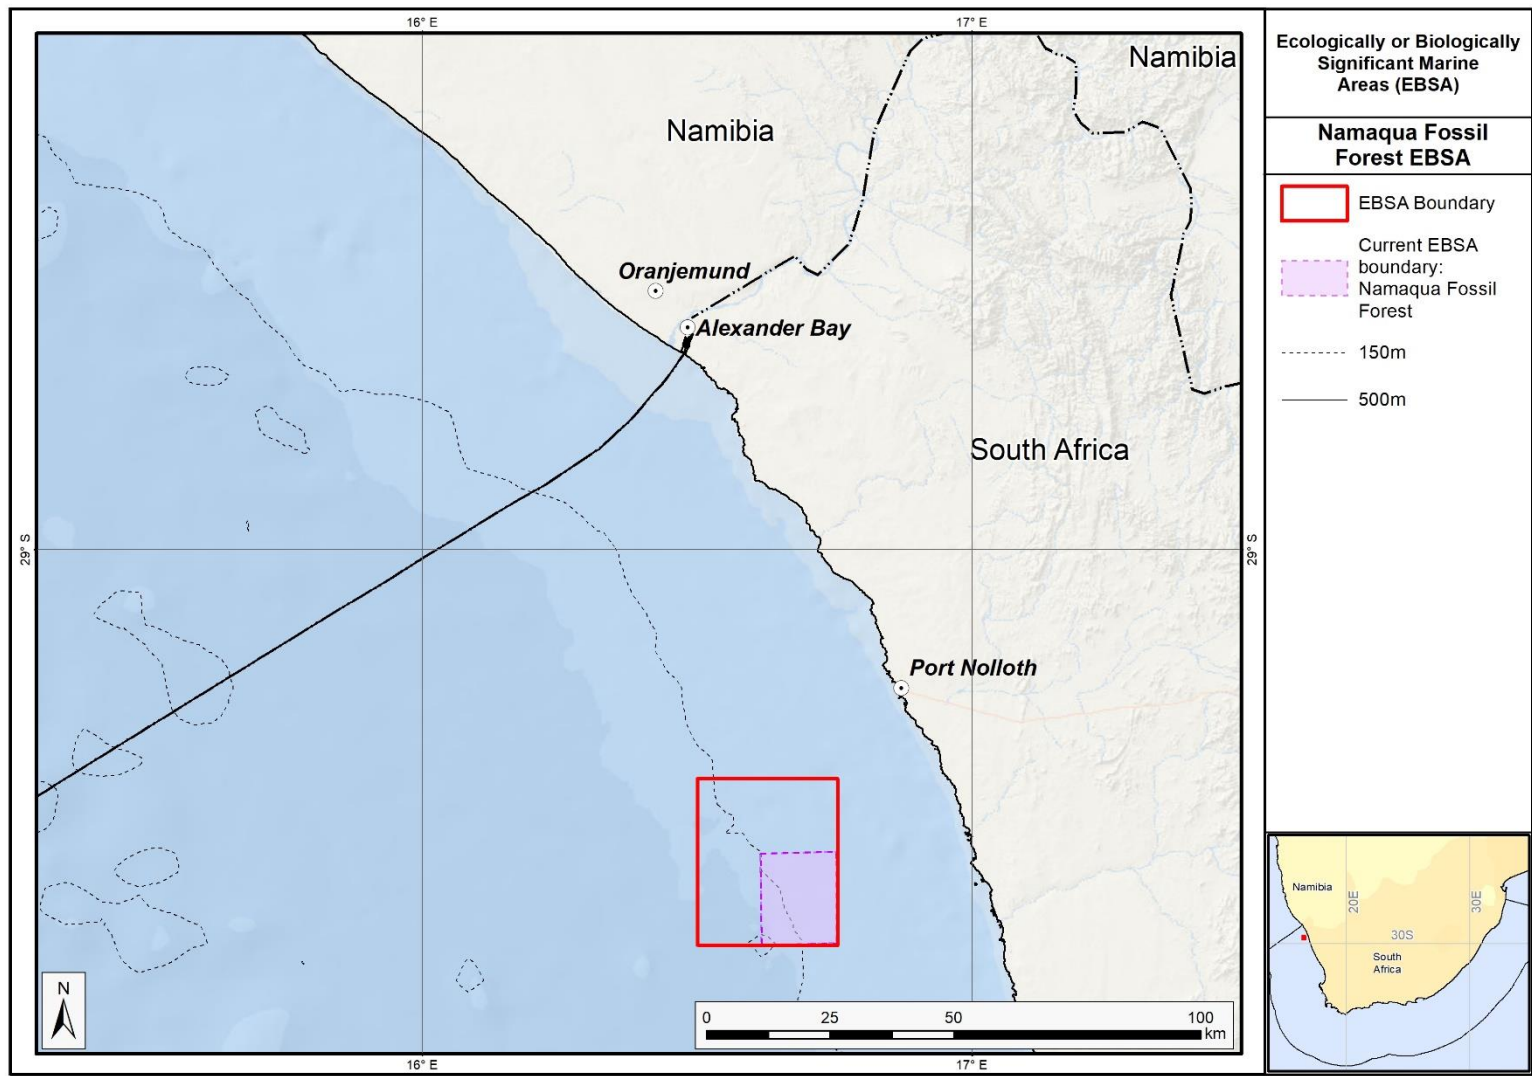 16° E
17° E
Namibia
Namibia
Oranjemund
Alexander Bay
South Africa
29° S
29° S
Port Nolloth
N
0
25
50
100
km
16° E
17° E
Ecologically or Biologically
Significant Marine
Areas (EBSA)
Namaqua Fossil
Forest EBSA
EBSA Boundary
Current EBSA
boundary:
Namaqua Fossil
Forest
150m
500m
Namibia
20E
30E
30S
South
Africa